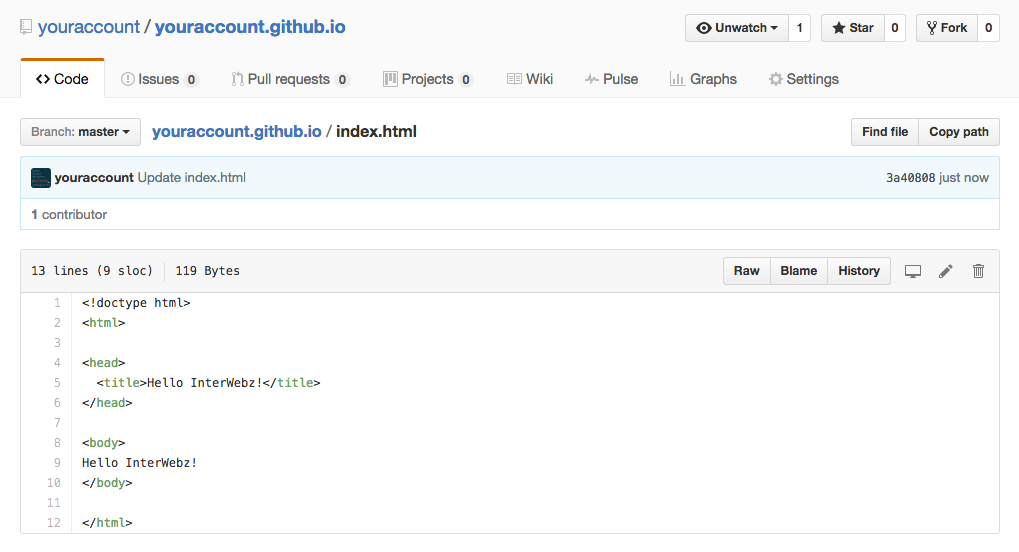 youraccount / youraccount.github.io Unwatch 1 Star 0 Fork 0
Code Issues 0 Pull requests 0 Projects 0 Wiki Pulse Graphs Settings
Branch: master youraccount.github.io / index.html Find file Copy path
youraccount Update index.html 3a40808 just now
1 contributor
13 lines (9 sloc) 119 Bytes Raw Blame History
1 <!doctype html>
2 <html>
3
4 <head>
5   <title>Hello InterWebz!</title>
6 </head>
7
8 <body>
9 Hello InterWebz!
10 </body>
11
12 </html>